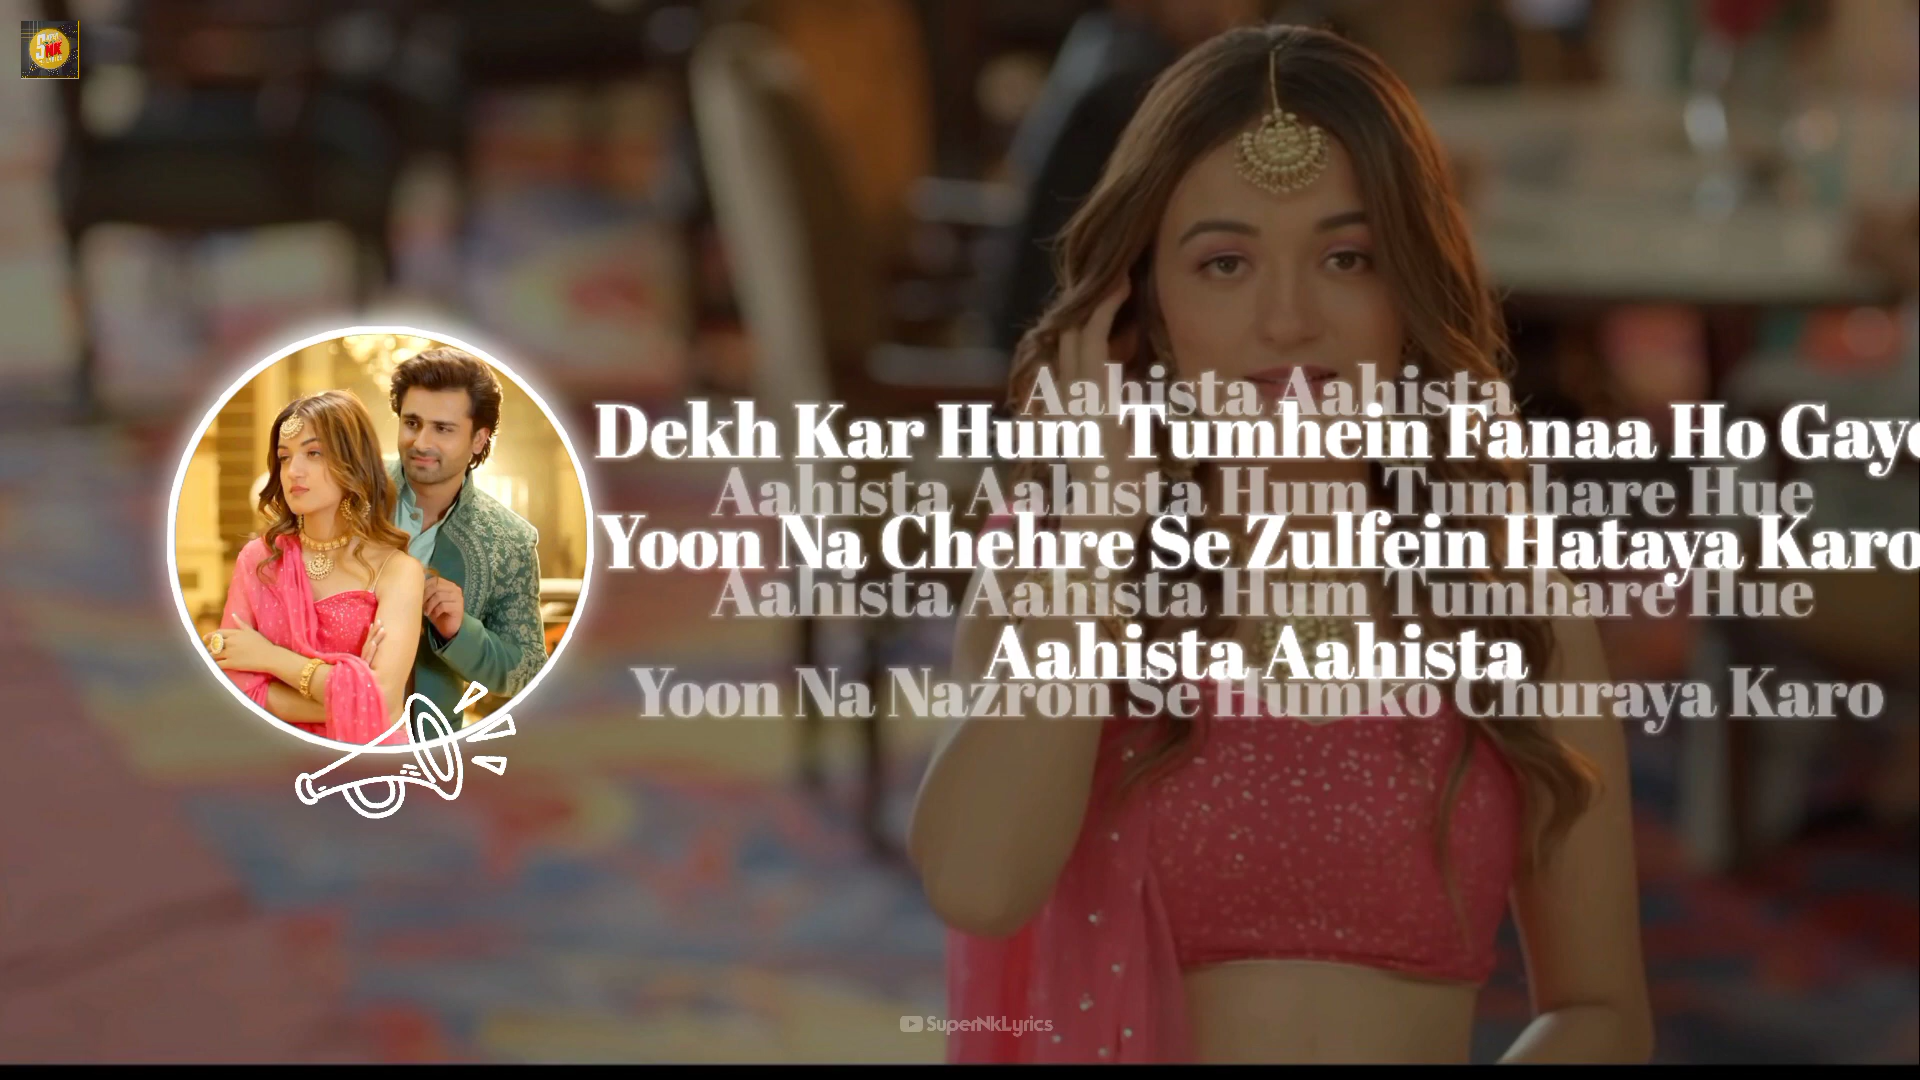 Aahista Aahista
Dekh Kar Hum Tumhein Fanaa Ho Gaye
Aahista Aahista Hum Tumhare Hue
Yoon Na Chehre Se Zulfein Hataya Karo
Aahista Aahista Hum Tumhare Hue
Aahista Aahista
Yoon Na Nazron Se Humko Churaya Karo
SuperNkLyrics